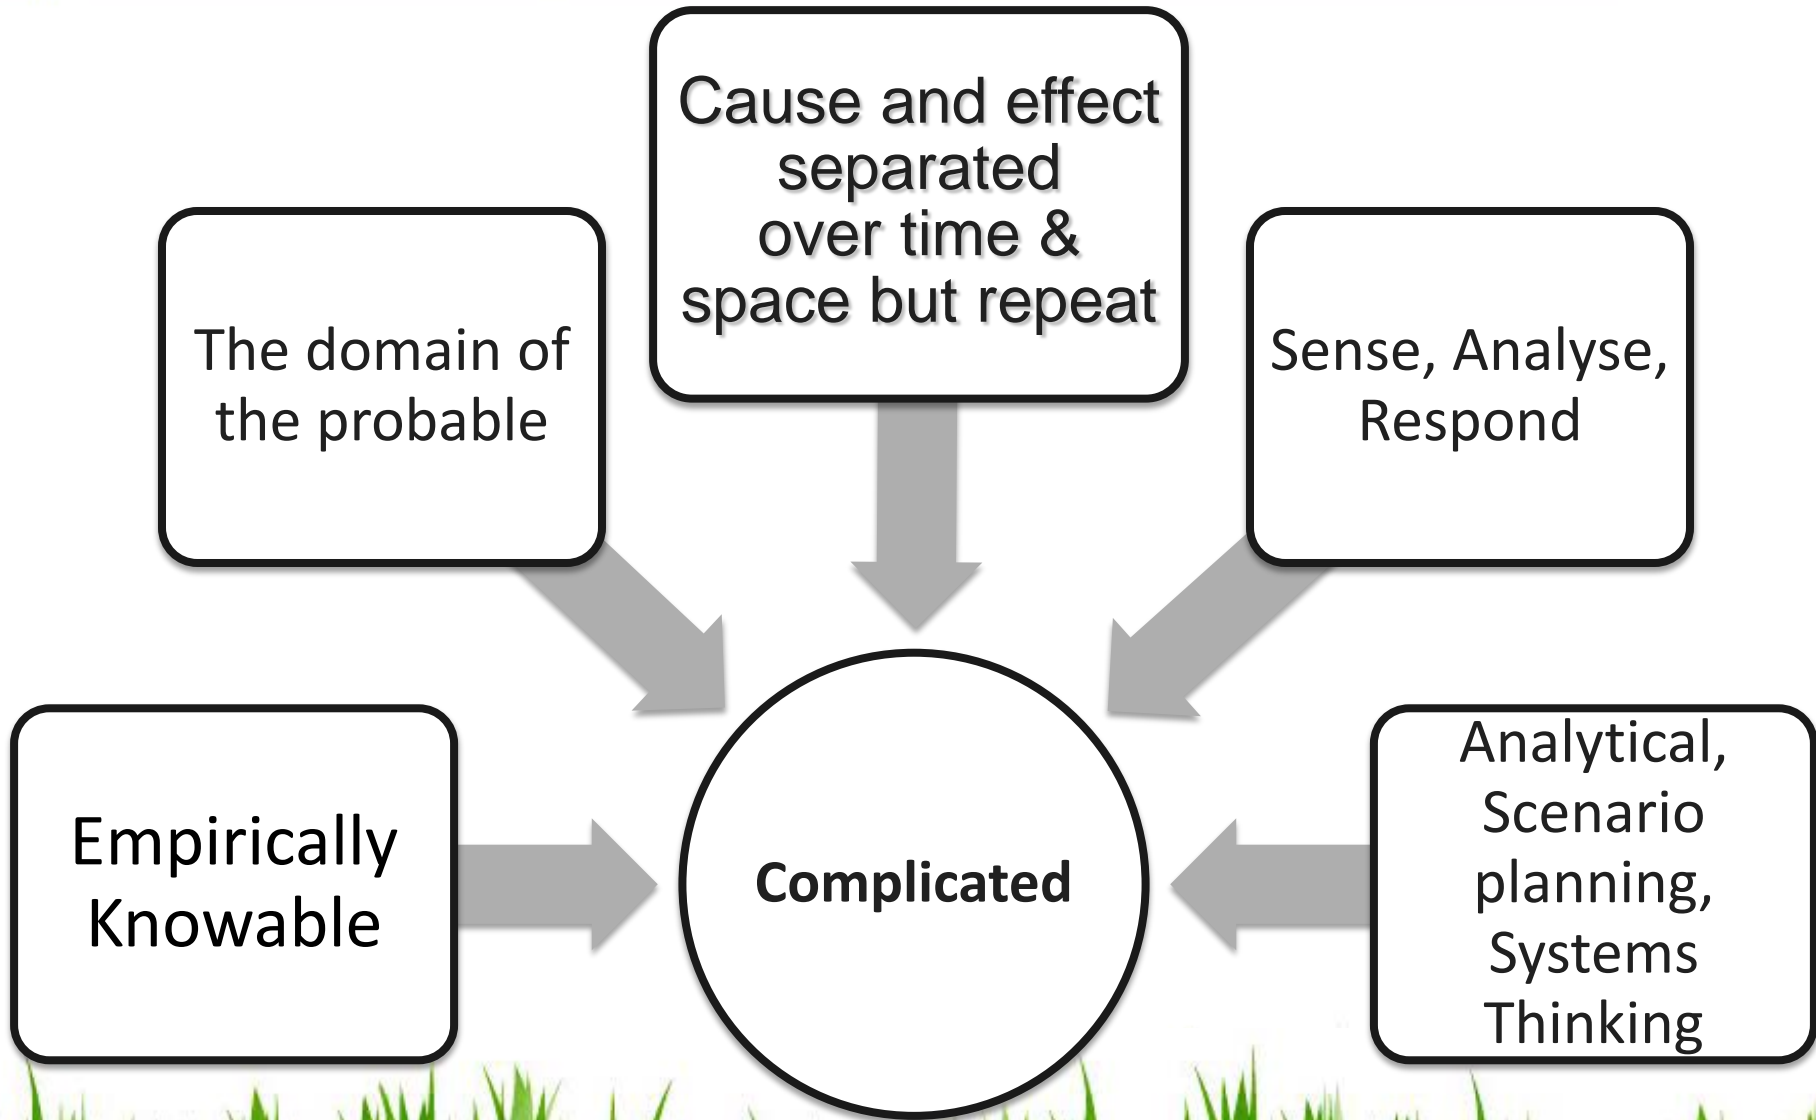 Cause and effect
separated
over time &
space but repeat
The domain of
the probable
Sense, Analyse,
Respond
Empirically
Knowable
Complicated
Analytical,
Scenario
planning,
Systems
Thinking